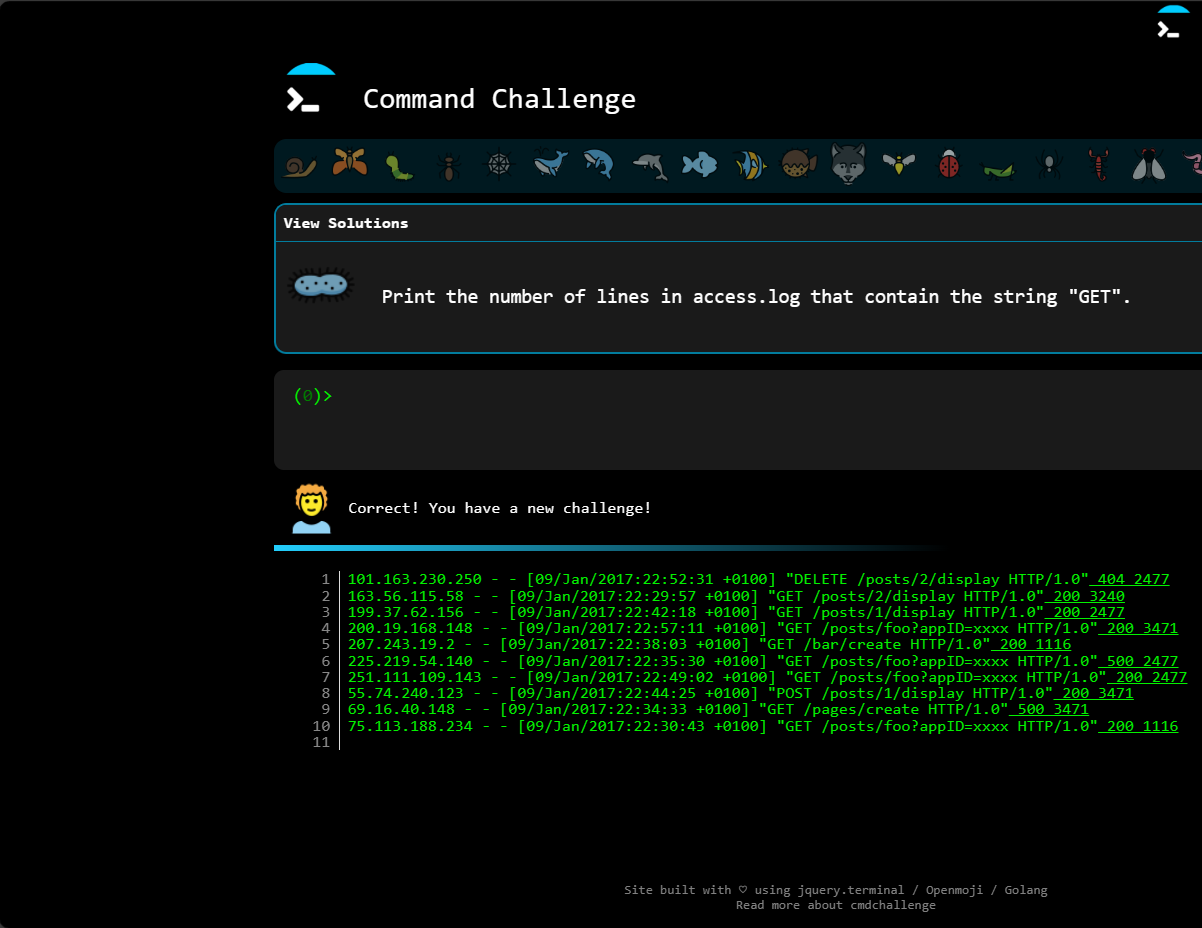 Command Challenge
View Solutions
Print the number of lines in access.log that contain the string "GET".
(0)>
Correct! You have a new challenge!
1 101.163.230.250 - - [09/Jan/2017:22:52:31 +0100] "DELETE /posts/2/display HTTP/1.0" 404 2477
2 163.56.115.58 - - [09/Jan/2017:22:29:57 +0100] "GET /posts/2/display HTTP/1.0" 200 3240
3 199.37.62.156 - - [09/Jan/2017:22:42:18 +0100] "GET /posts/1/display HTTP/1.0" 200 2477
4 200.19.168.148 - - [09/Jan/2017:22:57:11 +0100] "GET /posts/foo?appID=xxxx HTTP/1.0" 200 3471
5 207.243.19.2 - - [09/Jan/2017:22:38:03 +0100] "GET /bar/create HTTP/1.0" 200 1116
6 225.219.54.140 - - [09/Jan/2017:22:35:30 +0100] "GET /posts/foo?appID=xxxx HTTP/1.0" 500 2477
7 251.111.109.143 - - [09/Jan/2017:22:49:02 +0100] "GET /posts/foo?appID=xxxx HTTP/1.0" 200 2477
8 55.74.240.123 - - [09/Jan/2017:22:44:25 +0100] "POST /posts/1/display HTTP/1.0" 200 3471
9 69.16.40.148 - - [09/Jan/2017:22:34:33 +0100] "GET /pages/create HTTP/1.0" 500 3471
10 75.113.188.234 - - [09/Jan/2017:22:30:43 +0100] "GET /posts/foo?appID=xxxx HTTP/1.0" 200 1116
11
Site built with ♡ using jquery.terminal / Openmoji / Golang
Read more about cmdchallenge